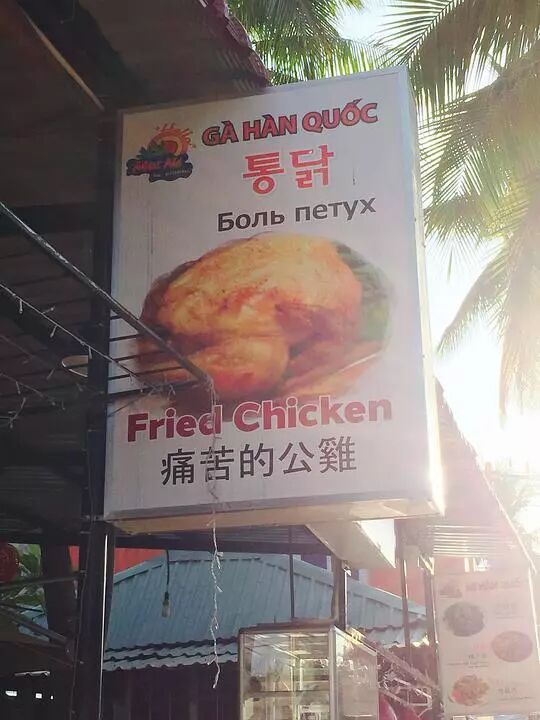 GÀ HÀN QUỐC
통닭
Боль петух
Fried Chicken
痛苦的公雞